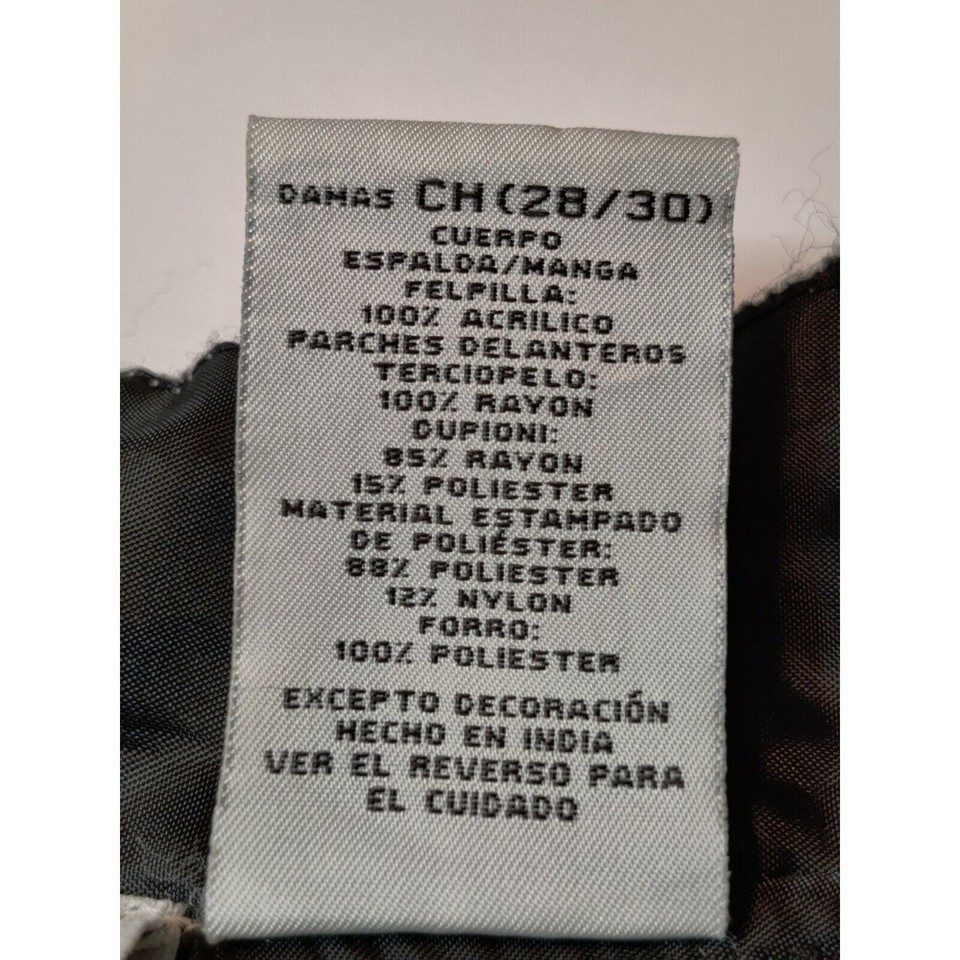 DAMAS CH(28/30)
CUERPO
ESPALDA/MANGA
FELPILLA:
100% ACRILICO
PARCHES DELANTEROS
TERCIOPELO:
100% RAYON
DUPIONI:
85% RAYON
15% POLIESTER
MATERIAL ESTAMPADO
DE POLIÉSTER:
88% POLIESTER
12% NYLON
FORRO:
100% POLIESTER
EXCEPTO DECORACIÓN
HECHO EN INDIA
VER EL REVERSO PARA
EL CUIDADO